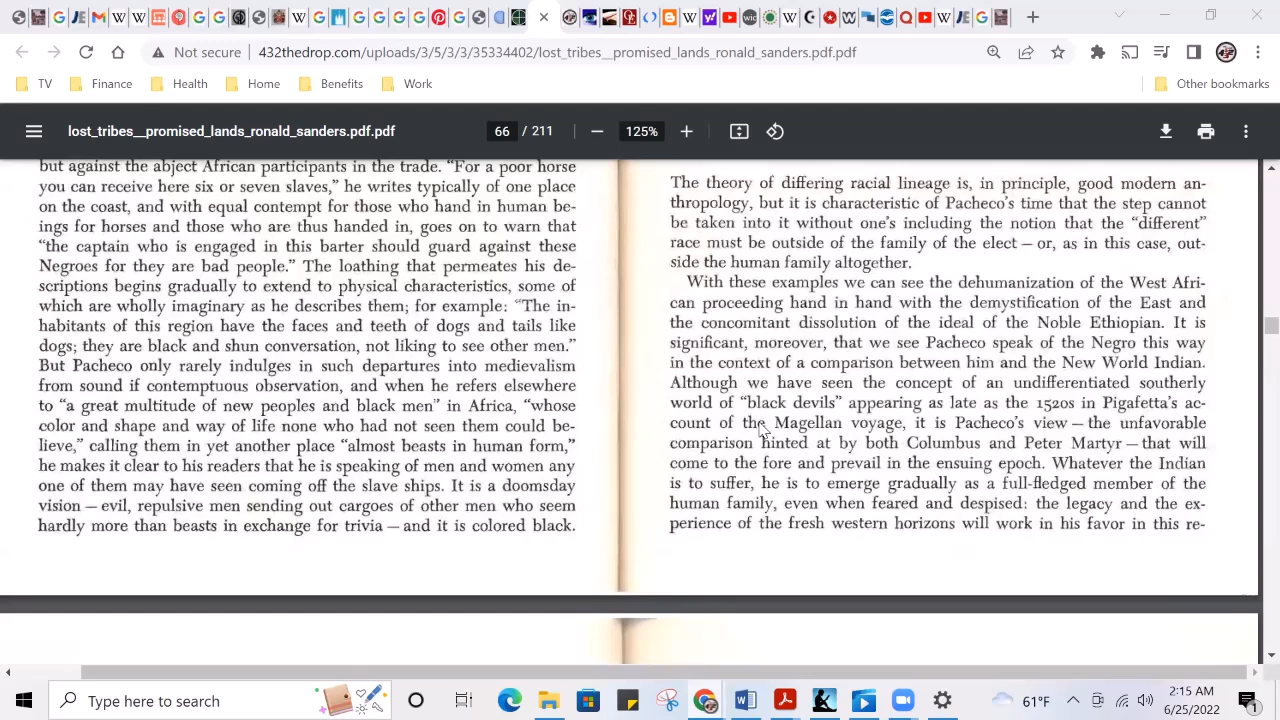 Not secure
432thedrop.com/uploads/3/5/3/3/35334402/lost_tribes__promised_lands_ronald_sanders.pdf.pdf
TV Finance Health Home Benefits Work Other bookmarks
lost_tribes__promised_lands_ronald_sanders.pdf.pdf
66 / 211 125%
but against the abject African participants in the trade. “For a poor horse
you can receive here six or seven slaves,” he writes typically of one place
on the coast, and with equal contempt for those who hand in human be-
ings for horses and those who are thus handed in, goes on to warn that
“the captain who is engaged in this barter should guard against these
Negroes for they are bad people.” The loathing that permeates his de-
scriptions begins gradually to extend to physical characteristics, some of
which are wholly imaginary as he describes them; for example: “The in-
habitants of this region have the faces and teeth of dogs and tails like
dogs; they are black and shun conversation, not liking to see other men.”
But Pacheco only rarely indulges in such departures into medievalism
from sound if contemptuous observation, and when he refers elsewhere
to “a great multitude of new peoples and black men” in Africa, “whose
color and shape and way of life none who had not seen them could be-
lieve,” calling them in yet another place “almost beasts in human form,”
he makes it clear to his readers that he is speaking of men and women any
one of them may have seen coming off the slave ships. It is a doomsday
vision – evil, repulsive men sending out cargoes of other men who seem
hardly more than beasts in exchange for trivia – and it is colored black.
The theory of differing racial lineage is, in principle, good modern an-
thropology, but it is characteristic of Pacheco’s time that the step cannot
be taken into it without one’s including the notion that the “different”
race must be outside of the family of the elect – or, as in this case, out-
side the human family altogether.
With these examples we can see the dehumanization of the West Afri-
can proceeding hand in hand with the demystification of the East and
the concomitant dissolution of the ideal of the Noble Ethiopian. It is
significant, moreover, that we see Pacheco speak of the Negro this way
in the context of a comparison between him and the New World Indian.
Although we have seen the concept of an undifferentiated southerly
world of “black devils” appearing as late as the 1520s in Pigafetta’s ac-
count of the Magellan voyage, it is Pacheco’s view – the unfavorable
comparison hinted at by both Columbus and Peter Martyr – that will
come to the fore and prevail in the ensuing epoch. Whatever the Indian
is to suffer, he is to emerge gradually as a full-fledged member of the
human family, even when feared and despised: the legacy and the ex-
perience of the fresh western horizons will work in his favor in this re-
Type here to search
61°F
2:15 AM
6/25/2022